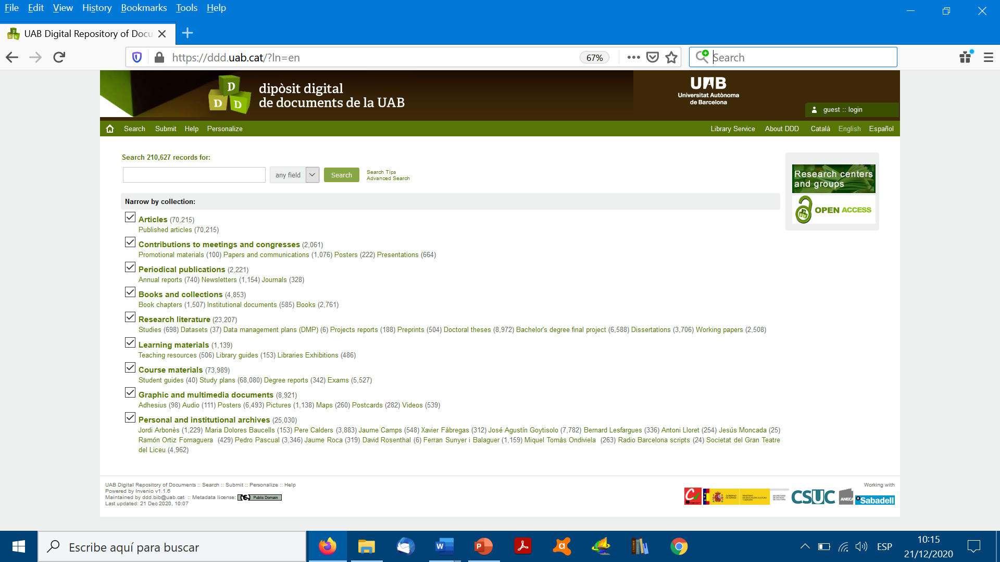 File Edit View History Bookmarks Tools Help
UAB Digital Repository of Docu
https://ddd.uab.cat/?ln=en 67% Search
D D D
dipòsit digital
de documents de la UAB
UAB
Universitat Autònoma
de Barcelona
guest :: login
Search Submit Help Personalize Library Service About DDD Català English Español
Search 210,627 records for:
any field Search
Search Tips
Advanced Search
Research centers
and groups
OPEN ACCESS
Narrow by collection:
Articles (70,215)
Published articles (70,215)
Contributions to meetings and congresses (2,061)
Promotional materials (100) Papers and communications (1,076) Posters (222) Presentations (664)
Periodical publications (2,221)
Annual reports (740) Newsletters (1,154) Journals (328)
Books and collections (4,853)
Book chapters (1,507) Institutional documents (585) Books (2,761)
Research literature (23,207)
Studies (698) Datasets (37) Data management plans (DMP) (6) Projects reports (188) Preprints (504) Doctoral theses (8,972) Bachelor's degree final project (6,588) Dissertations (3,706) Working papers (2,508)
Learning materials (1,139)
Teaching resources (506) Library guides (153) Libraries Exhibitions (486)
Course materials (73,989)
Student guides (40) Study plans (68,080) Degree reports (342) Exams (5,527)
Graphic and multimedia documents (8,921)
Adhesius (98) Audio (111) Posters (6,493) Pictures (1,138) Maps (260) Postcards (282) Videos (539)
Personal and institutional archives (25,030)
Jordi Arbonès (1,229) Maria Dolores Baucells (153) Pere Calders (3,883) Jaume Camps (548) Xavier Fàbregas (312) José Agustín Goytisolo (7,782) Bernard Lesfargues (336) Antoni Lloret (254) Jesús Moncada (25)
Ramón Ortiz Fornaguera (429) Pedro Pascual (3,346) Jaume Roca (319) David Rosenthal (6) Ferran Sunyer i Balaguer (1,159) Miquel Tomàs Ondiviela (263) Radio Barcelona scripts (24) Societat del Gran Teatre
del Liceu (4,962)
UAB Digital Repository of Documents :: Search :: Submit :: Personalize :: Help
Powered by Invenio v1.1.6
Maintained by ddd.bib@uab.cat :: Metadata license: Public Domain
Last updated: 21 Dec 2020, 10:07
Working with
CSUC ANECA Sabadell
Escribe aquí para buscar
ESP
10:15
21/12/2020